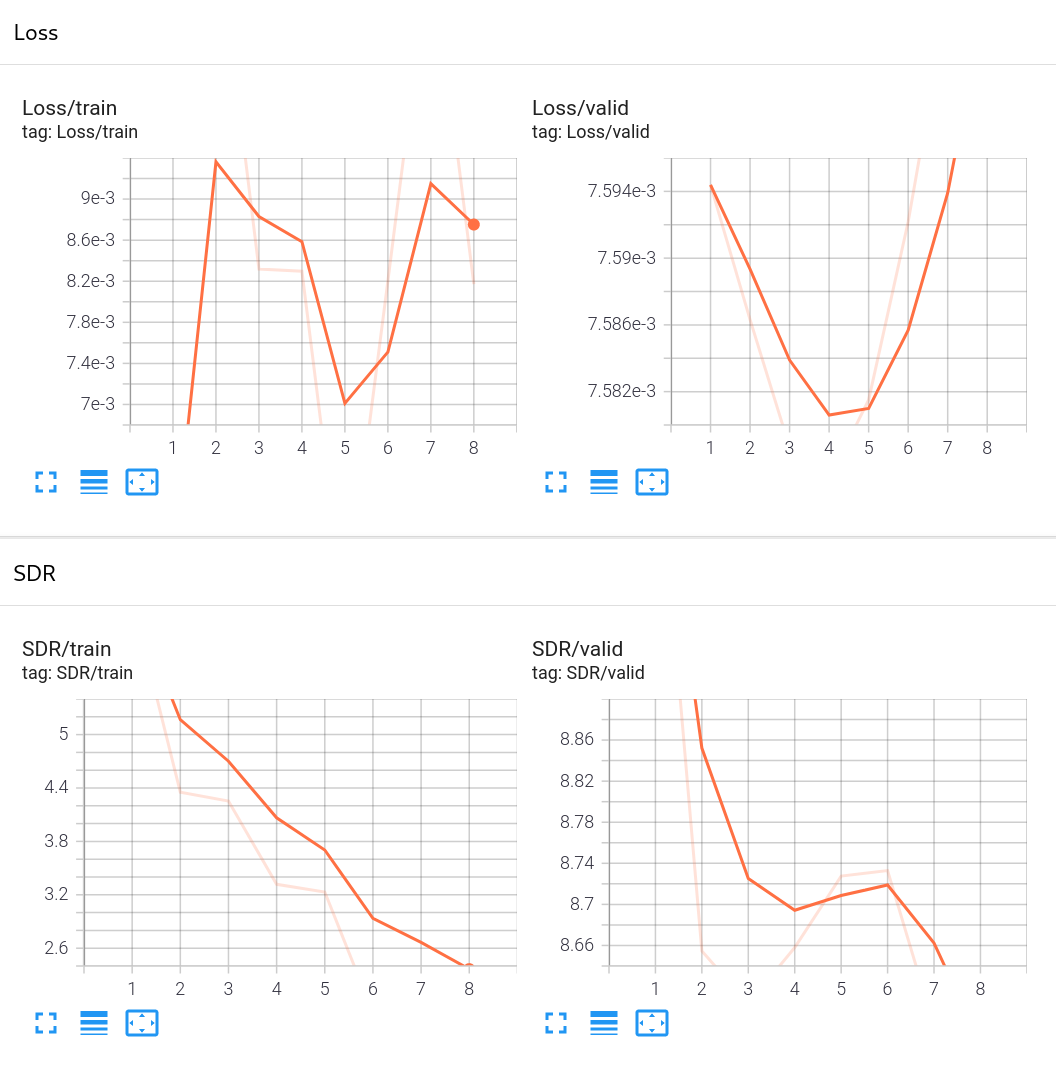 Loss
Loss/train
tag: Loss/train
9e-3
8.6e-3
8.2e-3
7.8e-3
7.4e-3
7e-3
1 2 3 4 5 6 7 8
Loss/valid
tag: Loss/valid
7.594e-3
7.59e-3
7.586e-3
7.582e-3
1 2 3 4 5 6 7 8
SDR
SDR/train
tag: SDR/train
5
4.4
3.8
3.2
2.6
1 2 3 4 5 6 7 8
SDR/valid
tag: SDR/valid
8.86
8.82
8.78
8.74
8.7
8.66
1 2 3 4 5 6 7 8